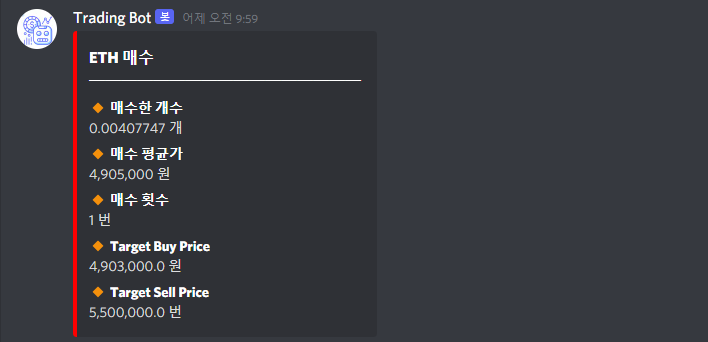 Trading Bot 봇 어제 오전 9:59
ETH 매수
매수한 개수
0.00407747 개
매수 평균가
4,905,000 원
매수 횟수
1 번
Target Buy Price
4,903,000.0 원
Target Sell Price
5,500,000.0 번